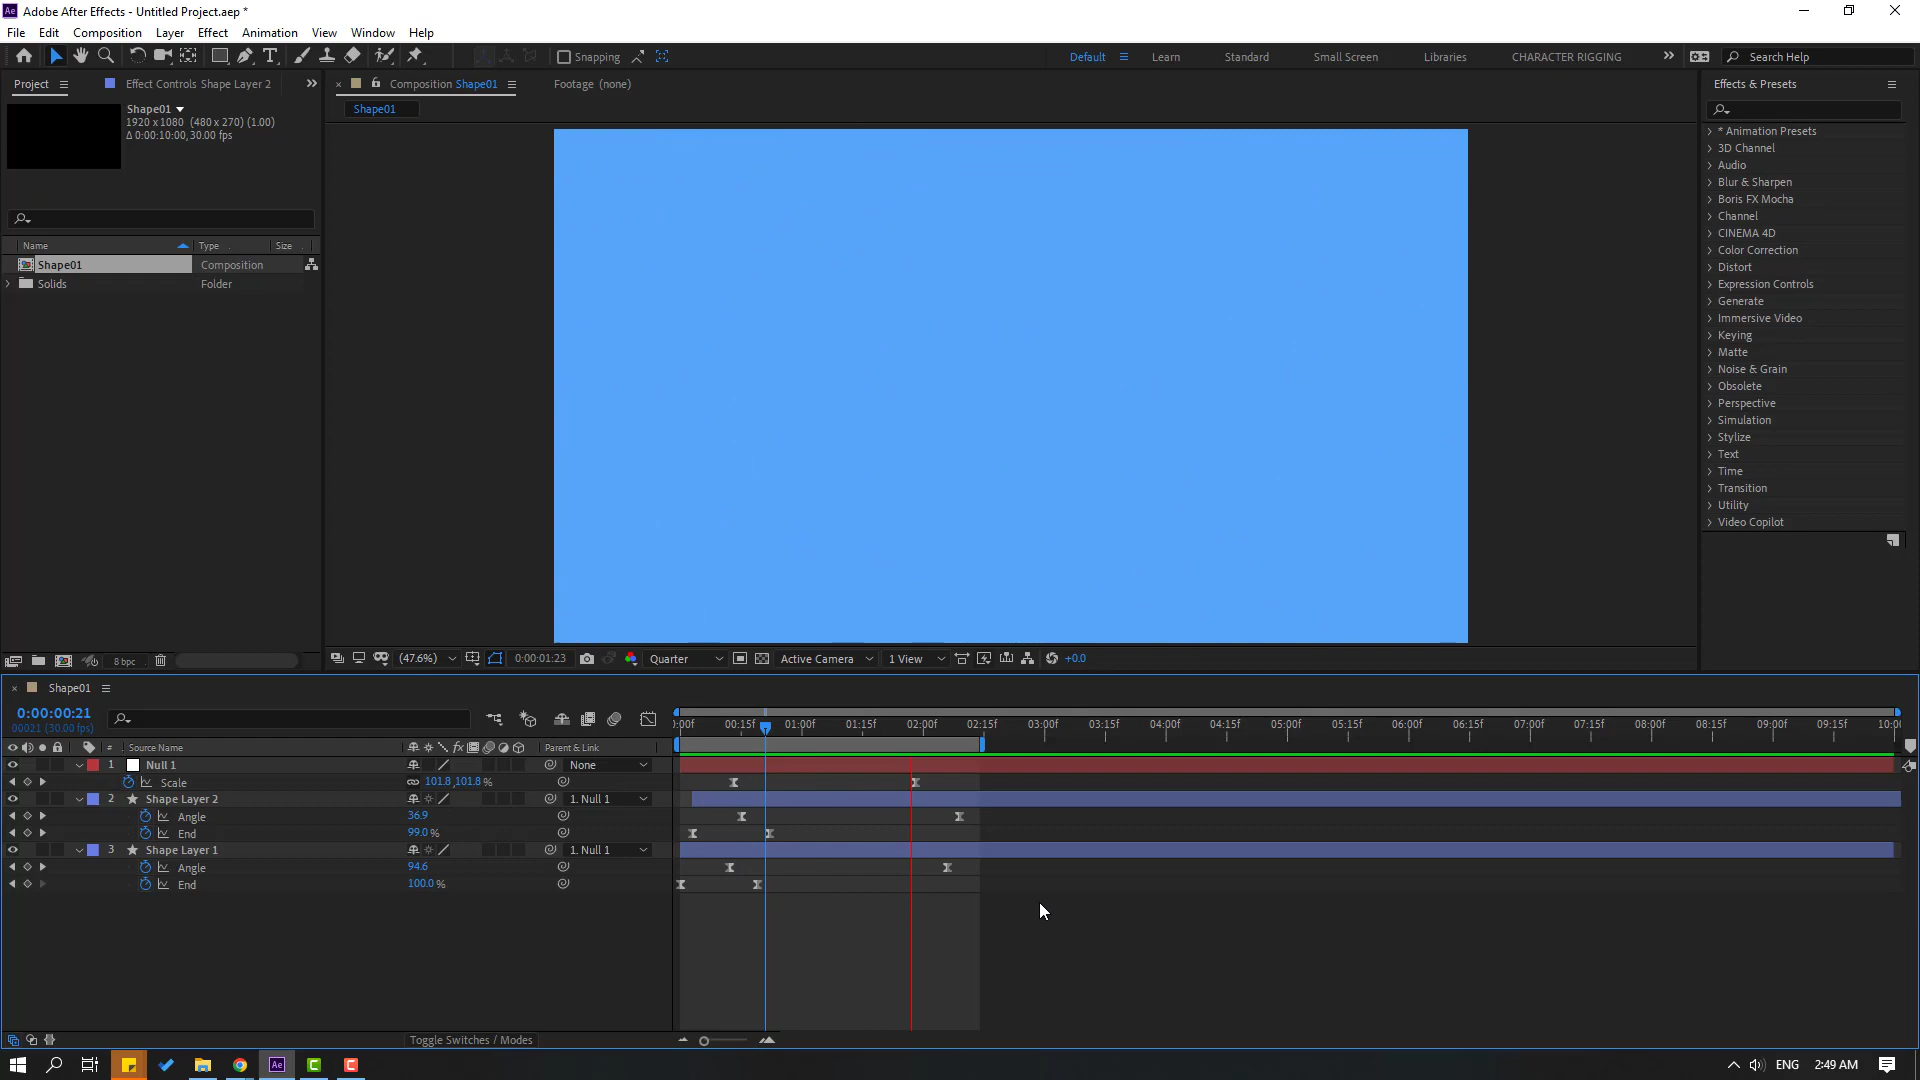 Adobe After Effects - Untitled Project.aep *
File Edit Composition Layer Effect Animation View Window Help
Snapping Default Learn Standard Small Screen Libraries CHARACTER RIGGING Search Help
Project Effect Controls Shape Layer 2
Composition Shape01 Footage (none)
Effects & Presets
Shape01
1920 x 1080 (480 x 270) (1.00)
Δ 0:00:10:00, 30.00 fps
Shape01
Name Type Size
Shape01 Composition
Solids Folder
* Animation Presets
3D Channel
Audio
Blur & Sharpen
Boris FX Mocha
Channel
CINEMA 4D
Color Correction
Distort
Expression Controls
Generate
Immersive Video
Keying
Matte
Noise & Grain
Obsolete
Perspective
Simulation
Stylize
Text
Time
Transition
Utility
Video Copilot
8 bpc
(47.6%) 0:00:01:23 Quarter Active Camera 1 View +0.0
Shape01
0:00:00:21
00021 (30.00 fps)
:00f 00:15f 01:00f 01:15f 02:00f 02:15f 03:00f 03:15f 04:00f 04:15f 05:00f 05:15f 06:00f 06:15f 07:00f 07:15f 08:00f 08:15f 09:00f 09:15f 10:00
# Source Name fx Parent & Link
1 Null 1 None
Scale 101.8,101.8 %
2 Shape Layer 2 1. Null 1
Angle 36.9
End 99.0 %
3 Shape Layer 1 1. Null 1
Angle 94.6
End 100.0 %
Toggle Switches / Modes
Ae C C ENG 2:49 AM